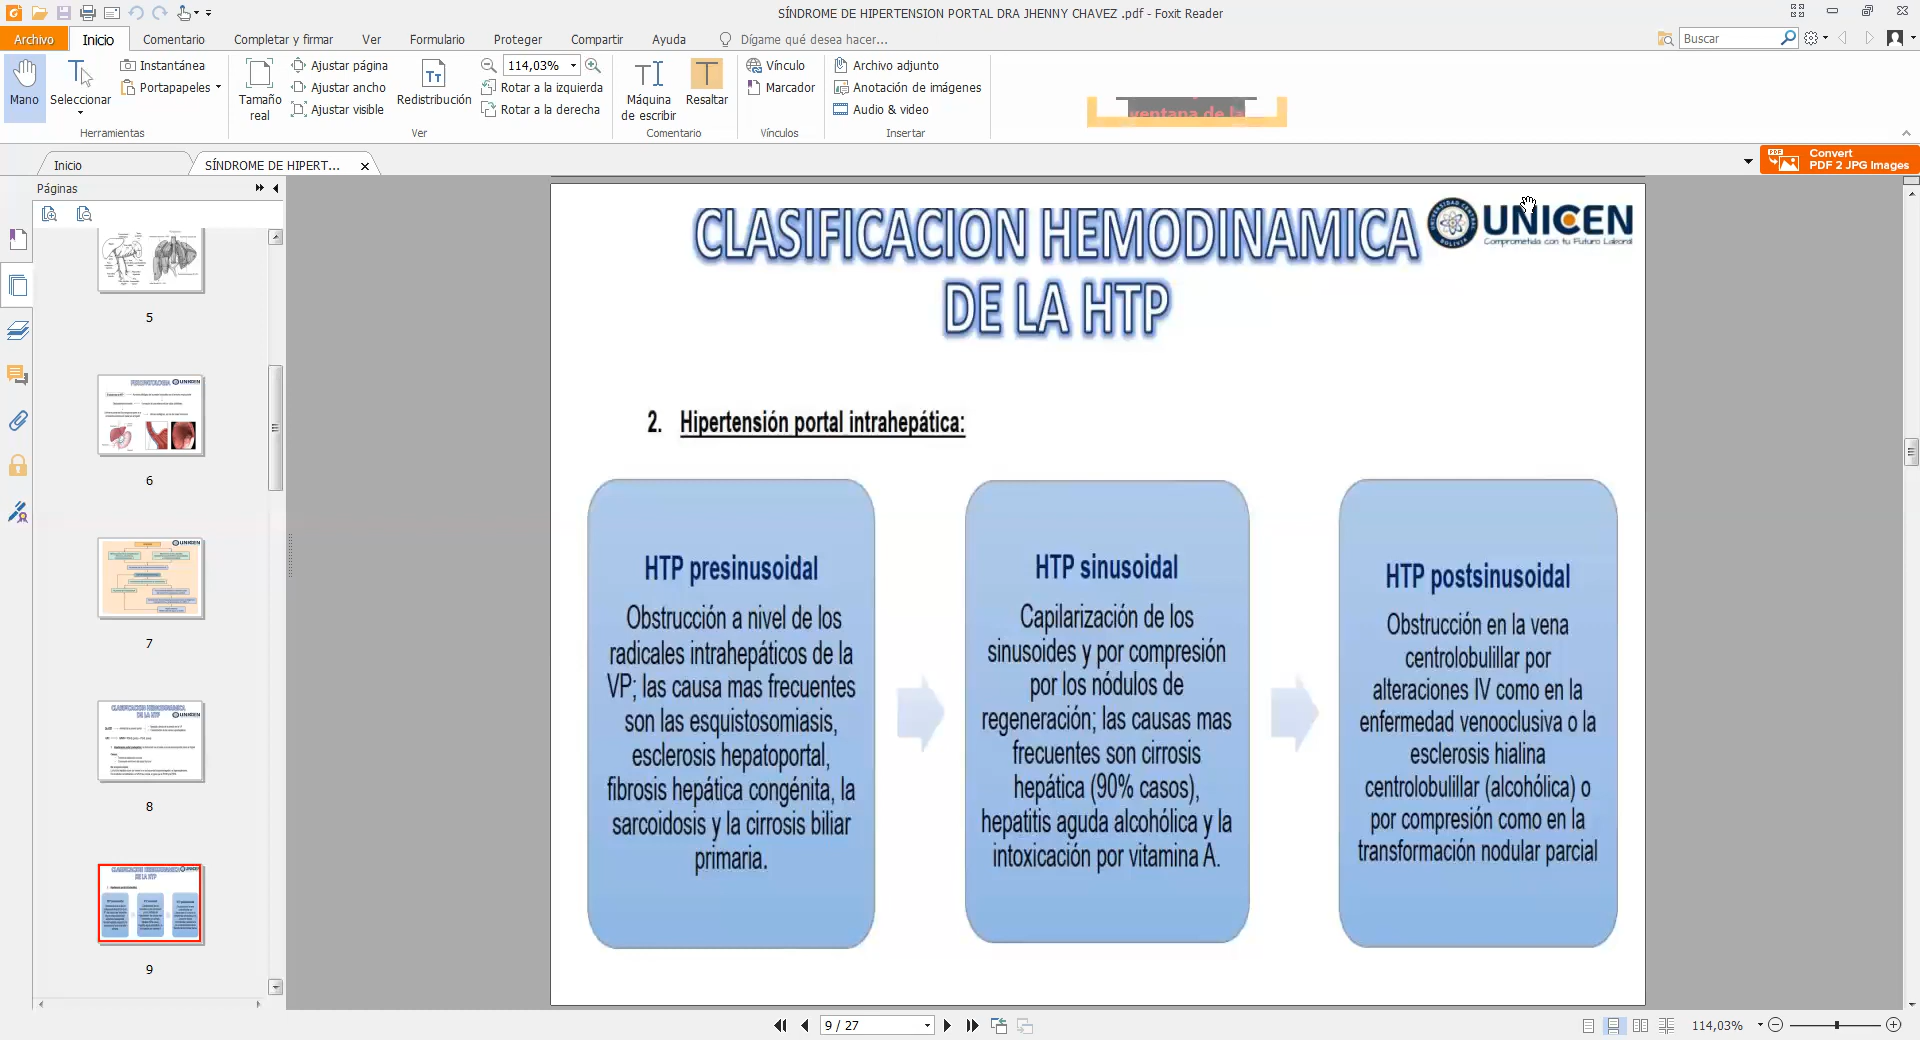 SÍNDROME DE HIPERTENSION PORTAL DRA JHENNY CHAVEZ .pdf - Foxit Reader
Archivo Inicio Comentario Completar y firmar Ver Formulario Proteger Compartir Ayuda Dígame qué desea hacer... Buscar
Mano
Seleccionar
Instantánea
Portapapeles
Herramientas
Tamaño real
Ajustar página
Ajustar ancho
Ajustar visible
Redistribución
114,03%
Rotar a la izquierda
Rotar a la derecha
Ver
Máquina de escribir
Resaltar
Comentario
Vínculo
Marcador
Vínculos
Archivo adjunto
Anotación de imágenes
Audio & video
Insertar
ventana de la
Inicio
SÍNDROME DE HIPERT...
Convert
PDF 2 JPG Images
Páginas
5
6
7
8
9
CLASIFICACION HEMODINAMICA
DE LA HTP
UNICEN
Comprometida con tu Futuro Laboral
2. Hipertensión portal intrahepática:
HTP presinusoidal
Obstrucción a nivel de los
radicales intrahepáticos de la
VP; las causa mas frecuentes
son las esquistosomiasis,
esclerosis hepatoportal,
fibrosis hepática congénita, la
sarcoidosis y la cirrosis biliar
primaria.
HTP sinusoidal
Capilarización de los
sinusoides y por compresión
por los nódulos de
regeneración; las causas mas
frecuentes son cirrosis
hepática (90% casos),
hepatitis aguda alcohólica y la
intoxicación por vitamina A.
HTP postsinusoidal
Obstrucción en la vena
centrolobulillar por
alteraciones IV como en la
enfermedad venooclusiva o la
esclerosis hialina
centrolobulillar (alcohólica) o
por compresión como en la
transformación nodular parcial
9 / 27
114,03%